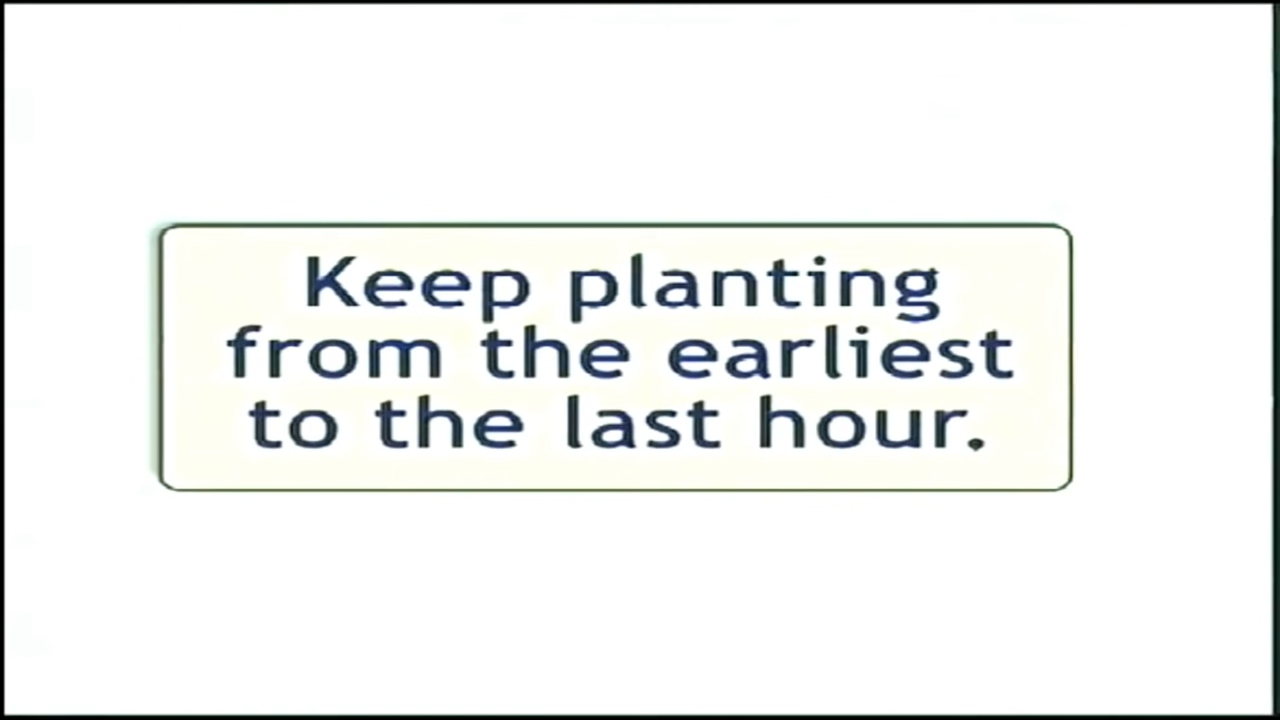 Keep planting
from the earliest
to the last hour.